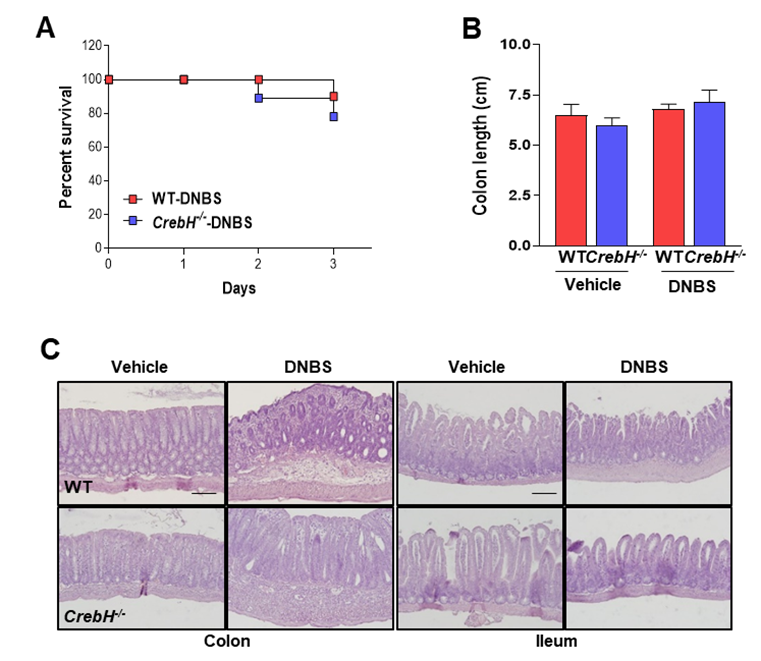 A
Percent survival
120
100
80
60
40
20
0
0 1 2 3
Days
WT-DNBS
CrebH-/--DNBS
B
Colon length (cm)
10.0
7.5
5.0
2.5
0.0
WT CrebH-/- WT CrebH-/-
Vehicle DNBS
C
Vehicle DNBS Vehicle DNBS
WT
CrebH-/-
Colon Ileum